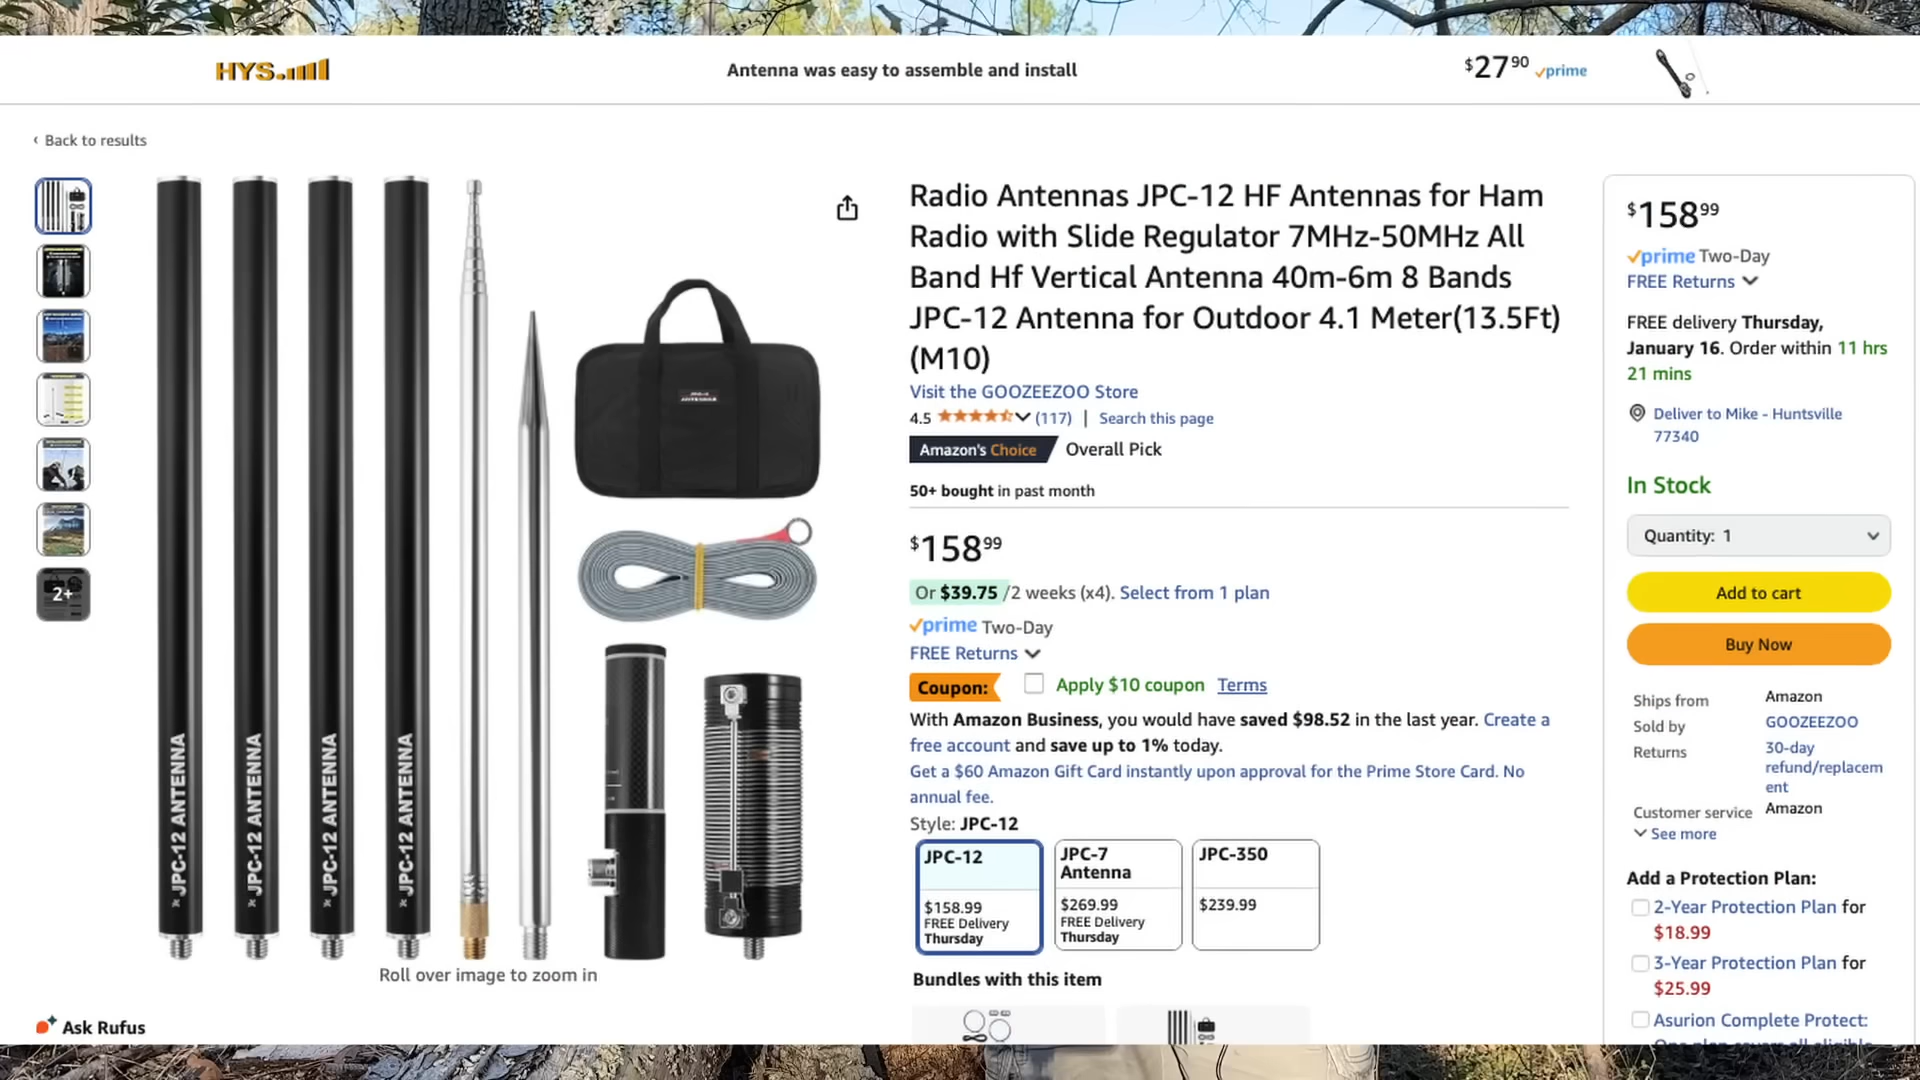 HYS
Antenna was easy to assemble and install
$27.90 prime
‹ Back to results
2+
JPC-12 ANTENNA
JPC-12 ANTENNA
JPC-12 ANTENNA
JPC-12 ANTENNA
ANTENNAS
Roll over image to zoom in
Ask Rufus
Radio Antennas JPC-12 HF Antennas for Ham
Radio with Slide Regulator 7MHz-50MHz All
Band Hf Vertical Antenna 40m-6m 8 Bands
JPC-12 Antenna for Outdoor 4.1 Meter(13.5Ft)
(M10)
Visit the GOOZEEZOO Store
4.5 (117) | Search this page
Amazon's Choice Overall Pick
50+ bought in past month
$158.99
Or $39.75 /2 weeks (x4). Select from 1 plan
prime Two-Day
FREE Returns
Coupon: Apply $10 coupon Terms
With Amazon Business, you would have saved $98.52 in the last year. Create a
free account and save up to 1% today.
Get a $60 Amazon Gift Card instantly upon approval for the Prime Store Card. No
annual fee.
Style: JPC-12
JPC-12
$158.99
FREE Delivery
Thursday
JPC-7
Antenna
$269.99
FREE Delivery
Thursday
JPC-350
$239.99
Bundles with this item
$158.99
prime Two-Day
FREE Returns
FREE delivery Thursday,
January 16. Order within 11 hrs
21 mins
Deliver to Mike - Huntsville
77340
In Stock
Quantity: 1
Add to cart
Buy Now
Ships from Amazon
Sold by GOOZEEZOO
Returns 30-day
refund/replacem
ent
Customer service Amazon
See more
Add a Protection Plan:
2-Year Protection Plan for
$18.99
3-Year Protection Plan for
$25.99
Asurion Complete Protect: